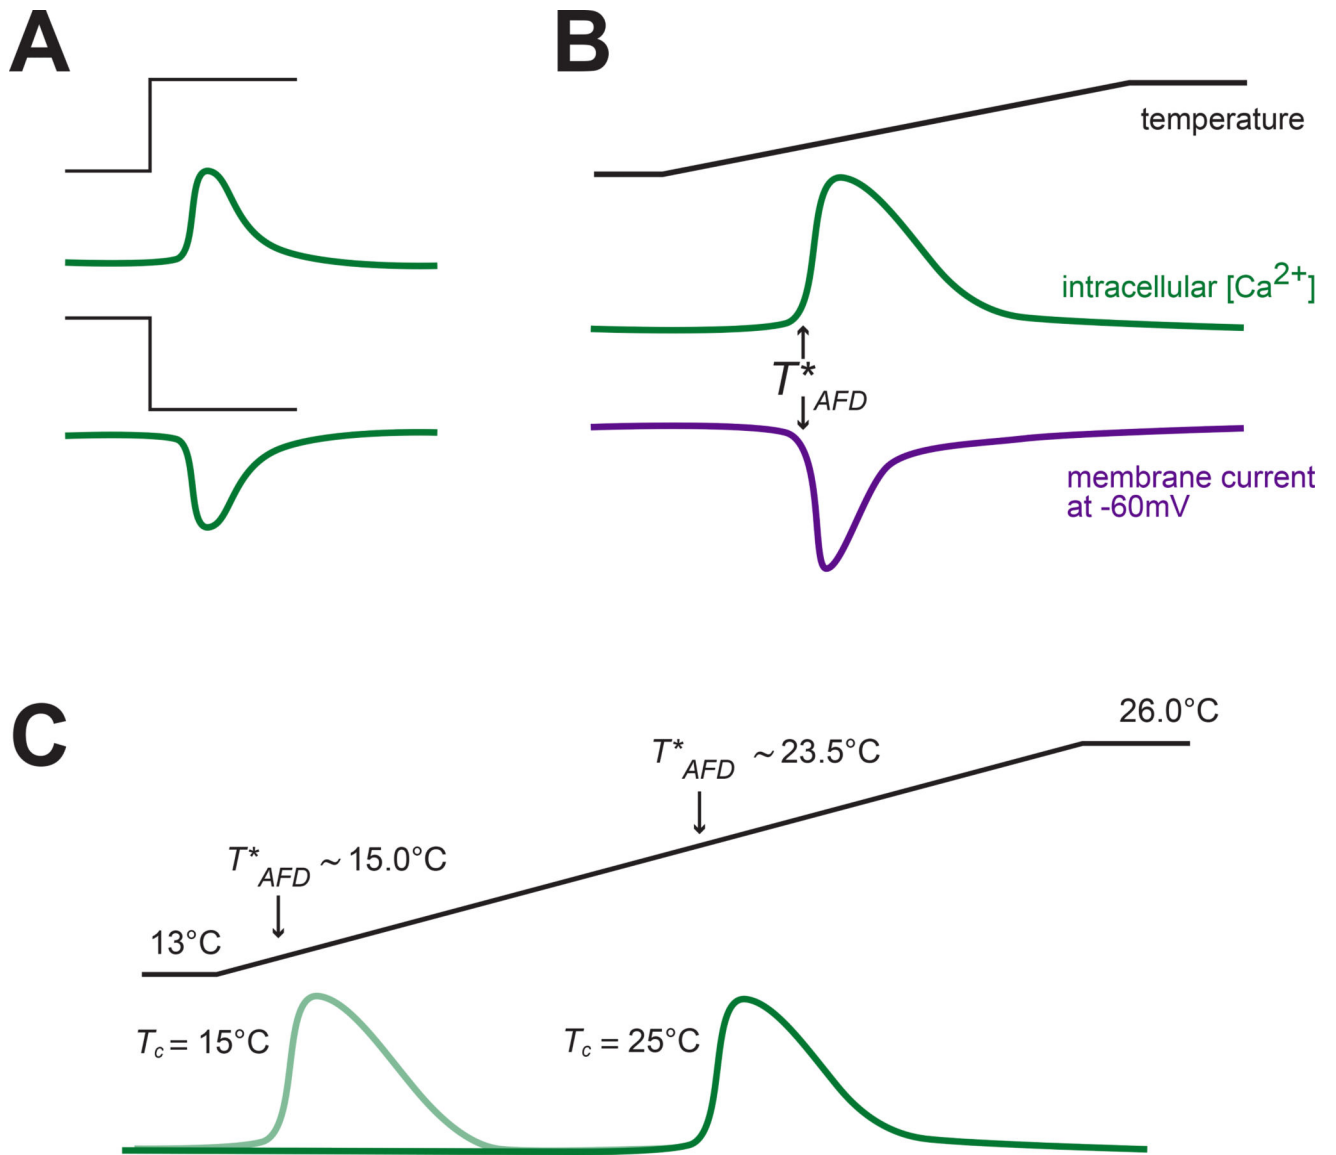 A
B
temperature
intracellular [Ca2+]
T*AFD
membrane current
at -60mV
C
26.0°C
T*AFD ~23.5°C
T*AFD ~15.0°C
13°C
Tc = 15°C
Tc = 25°C